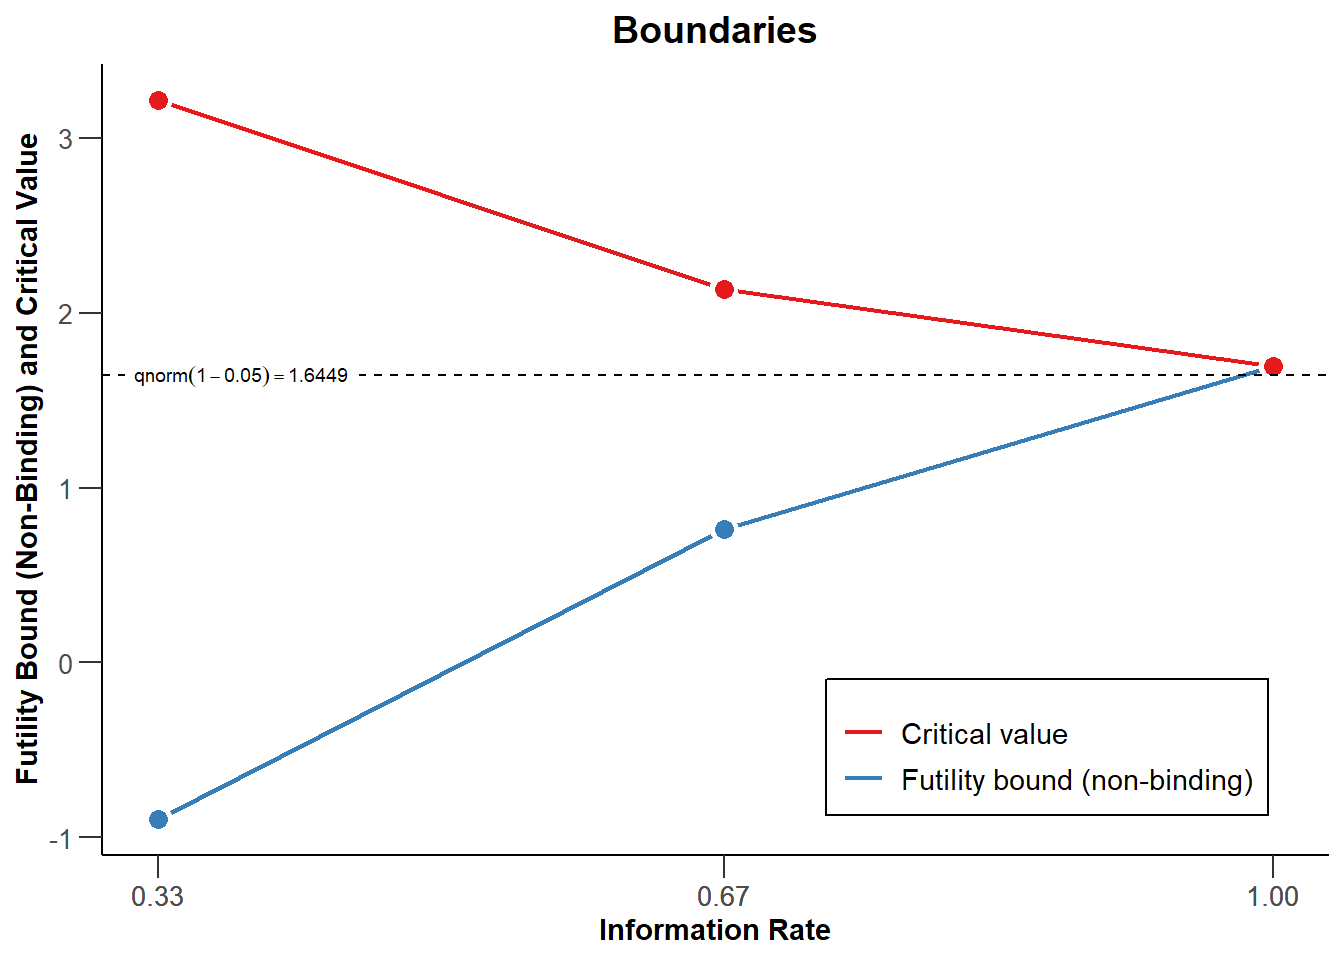 Boundaries
Futility Bound (Non-Binding) and Critical Value
3
2
1
0
-1
qnorm(1 − 0.05) = 1.6449
Critical value
Futility bound (non-binding)
0.33
0.67
1.00
Information Rate